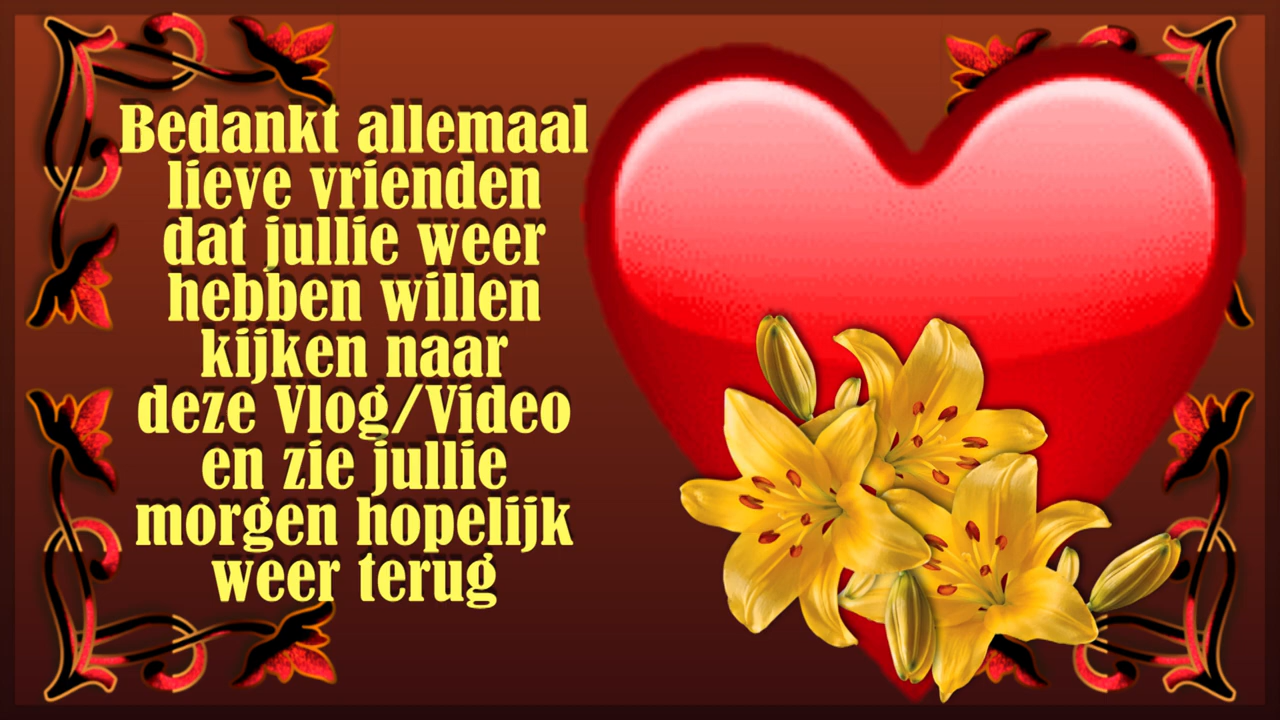 Bedankt allemaal
lieve vrienden
dat jullie weer
hebben willen
kijken naar
deze Vlog/Video
en zie jullie
morgen hopelijk
weer terug